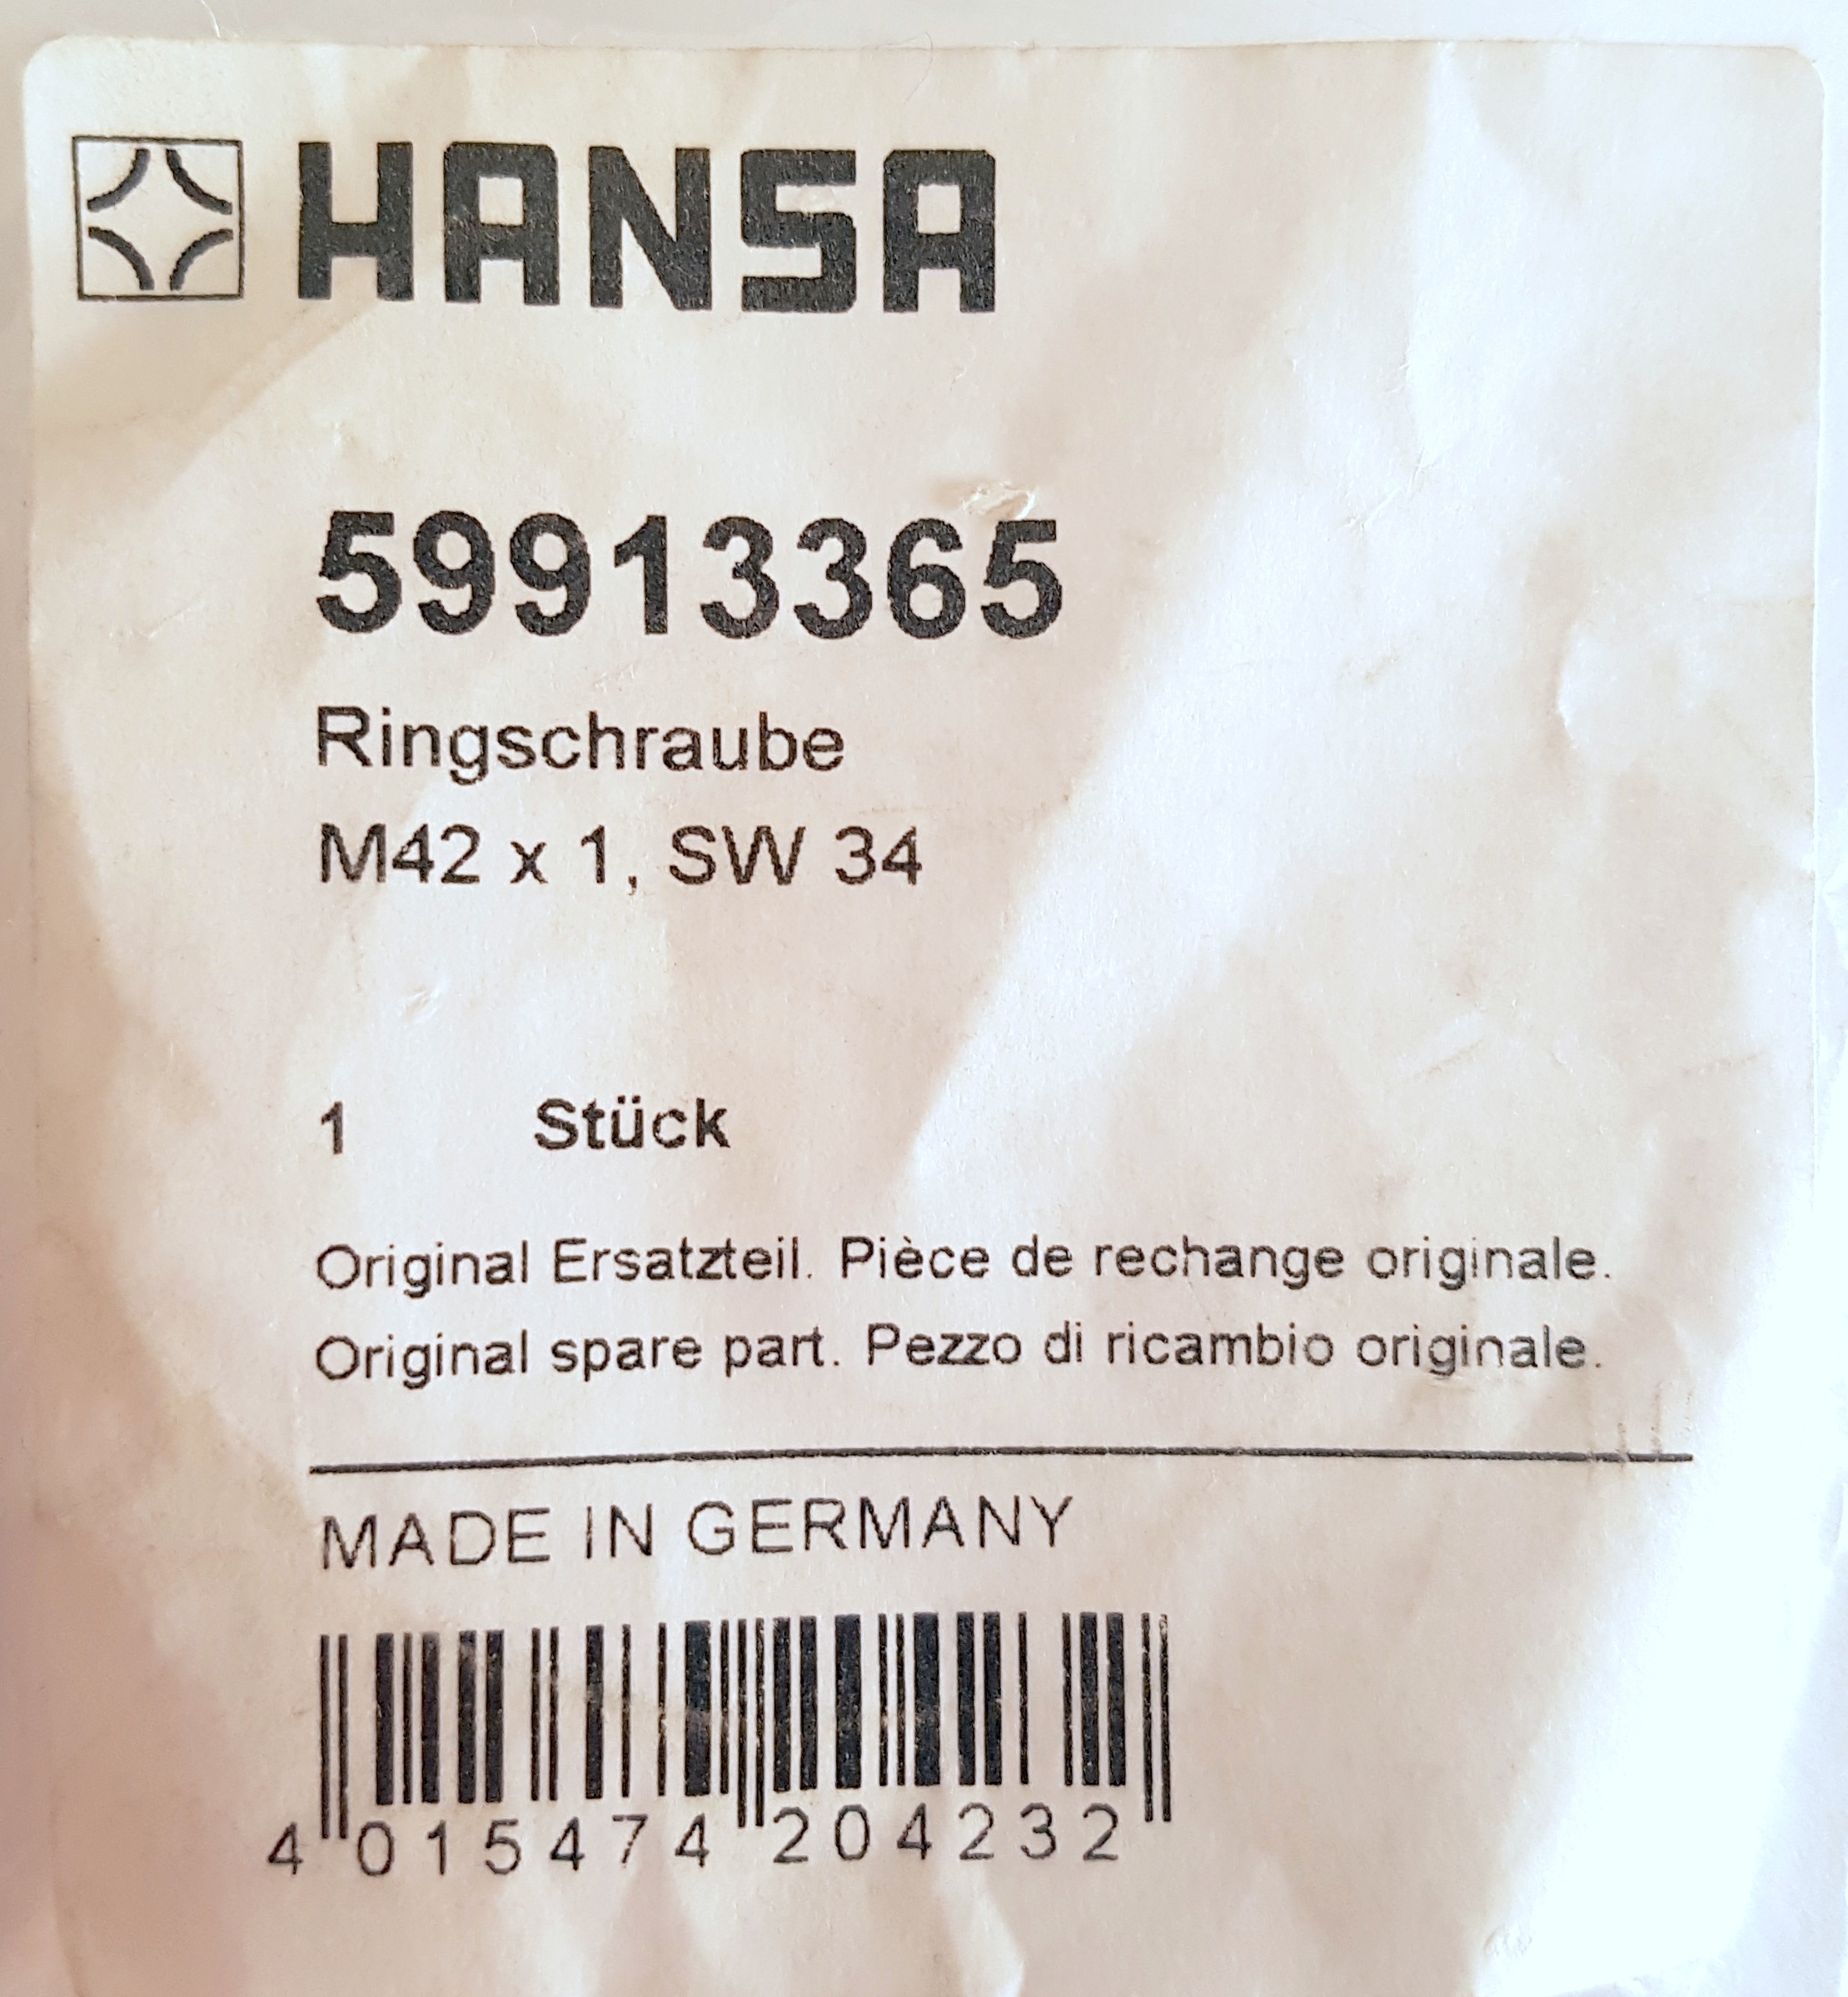 HANSA
59913365
Ringschraube
M42 x 1, SW 34
1 Stück
Original Ersatzteil. Pièce de rechange originale.
Original spare part. Pezzo di ricambio originale.
MADE IN GERMANY
4 015474 204232